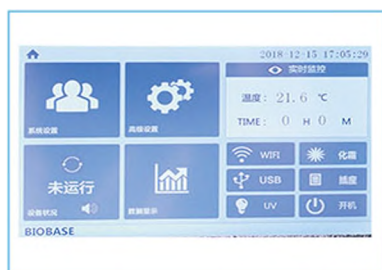 2018-12-15 17:05:29
实时监控
温度: 21.6 ℃
TIME: 0 H 0 M
系统设置
高级设置
WIFI
化霜
未运行
USB
温度
设备状况
数据显示
UV
开机
BIOBASE